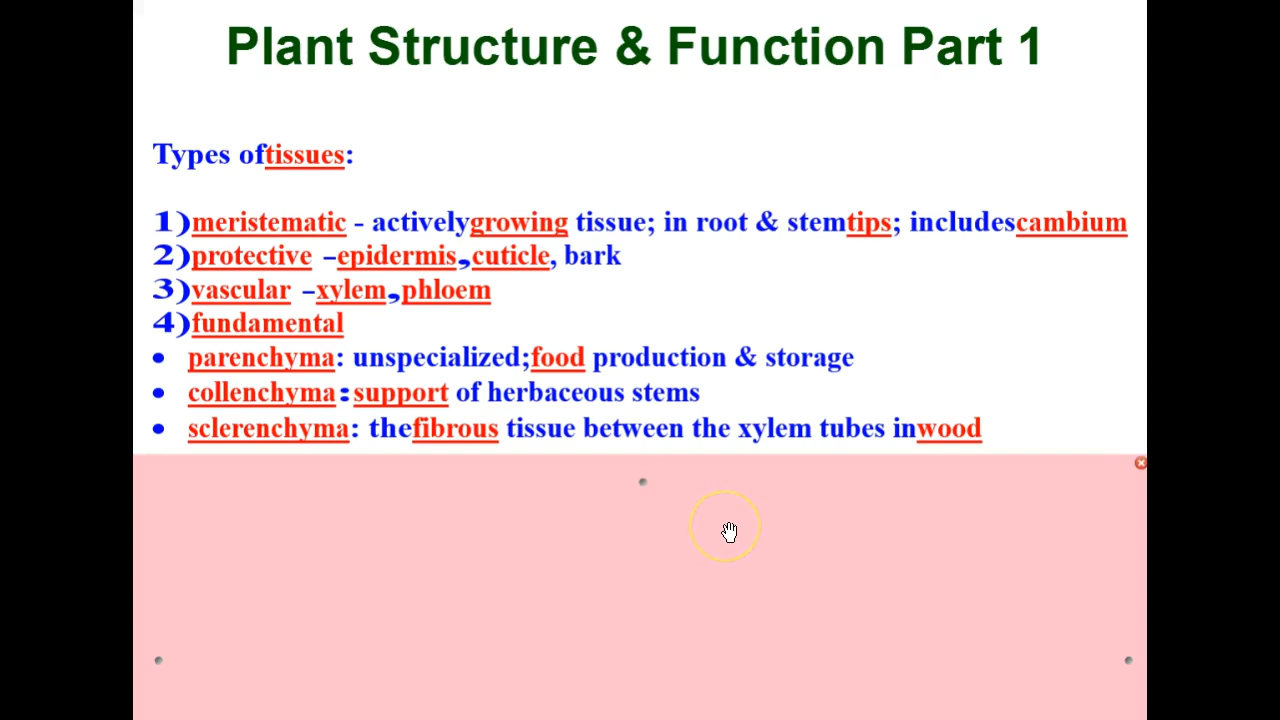 Plant Structure & Function Part 1
Types oftissues:
1)meristematic - activelygrowing tissue; in root & stemtips; includescambium
2)protective –epidermis,cuticle, bark
3)vascular –xylem,phloem
4)fundamental
• parenchyma: unspecialized;food production & storage
• collenchyma:support of herbaceous stems
• sclerenchyma: thefibrous tissue between the xylem tubes inwood